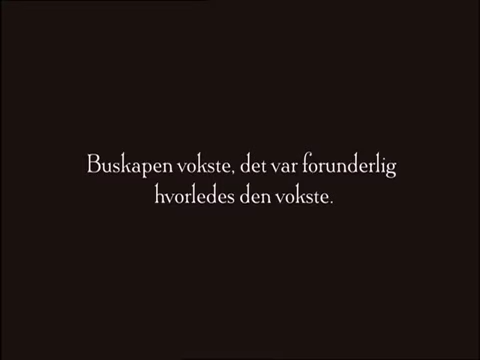 Buskapen vokste, det var forunderlig
hvorledes den vokste.